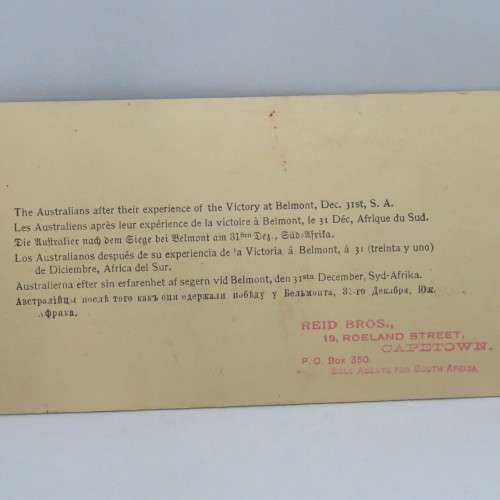 The Australians after their experience of the Victory at Belmont, Dec. 31st, S. A.
Les Australiens après leur expérience de la victoire à Belmont, le 31 Déc, Afrique du Sud.
Die Australier nach dem Siege bei Belmont am 31ten Dez., Süd-Afrika.
Los Australianos después de su experiencia de la Victoria á Belmont, á 31 (treinta y uno)
de Diciembre, Africa del Sur.
Australierna efter sin erfarenhet af segern vid Belmont, den 31sta December, Syd-Afrika.
Австралійцы послѣ того какъ они одержали побѣду у Бельмонта, 31-го Декабря, Юж.
Африка.
REID BROS.,
19, ROELAND STREET,
CAPETOWN.
P.O. BOX 350.
SOLE AGENTS FOR SOUTH AFRICA.